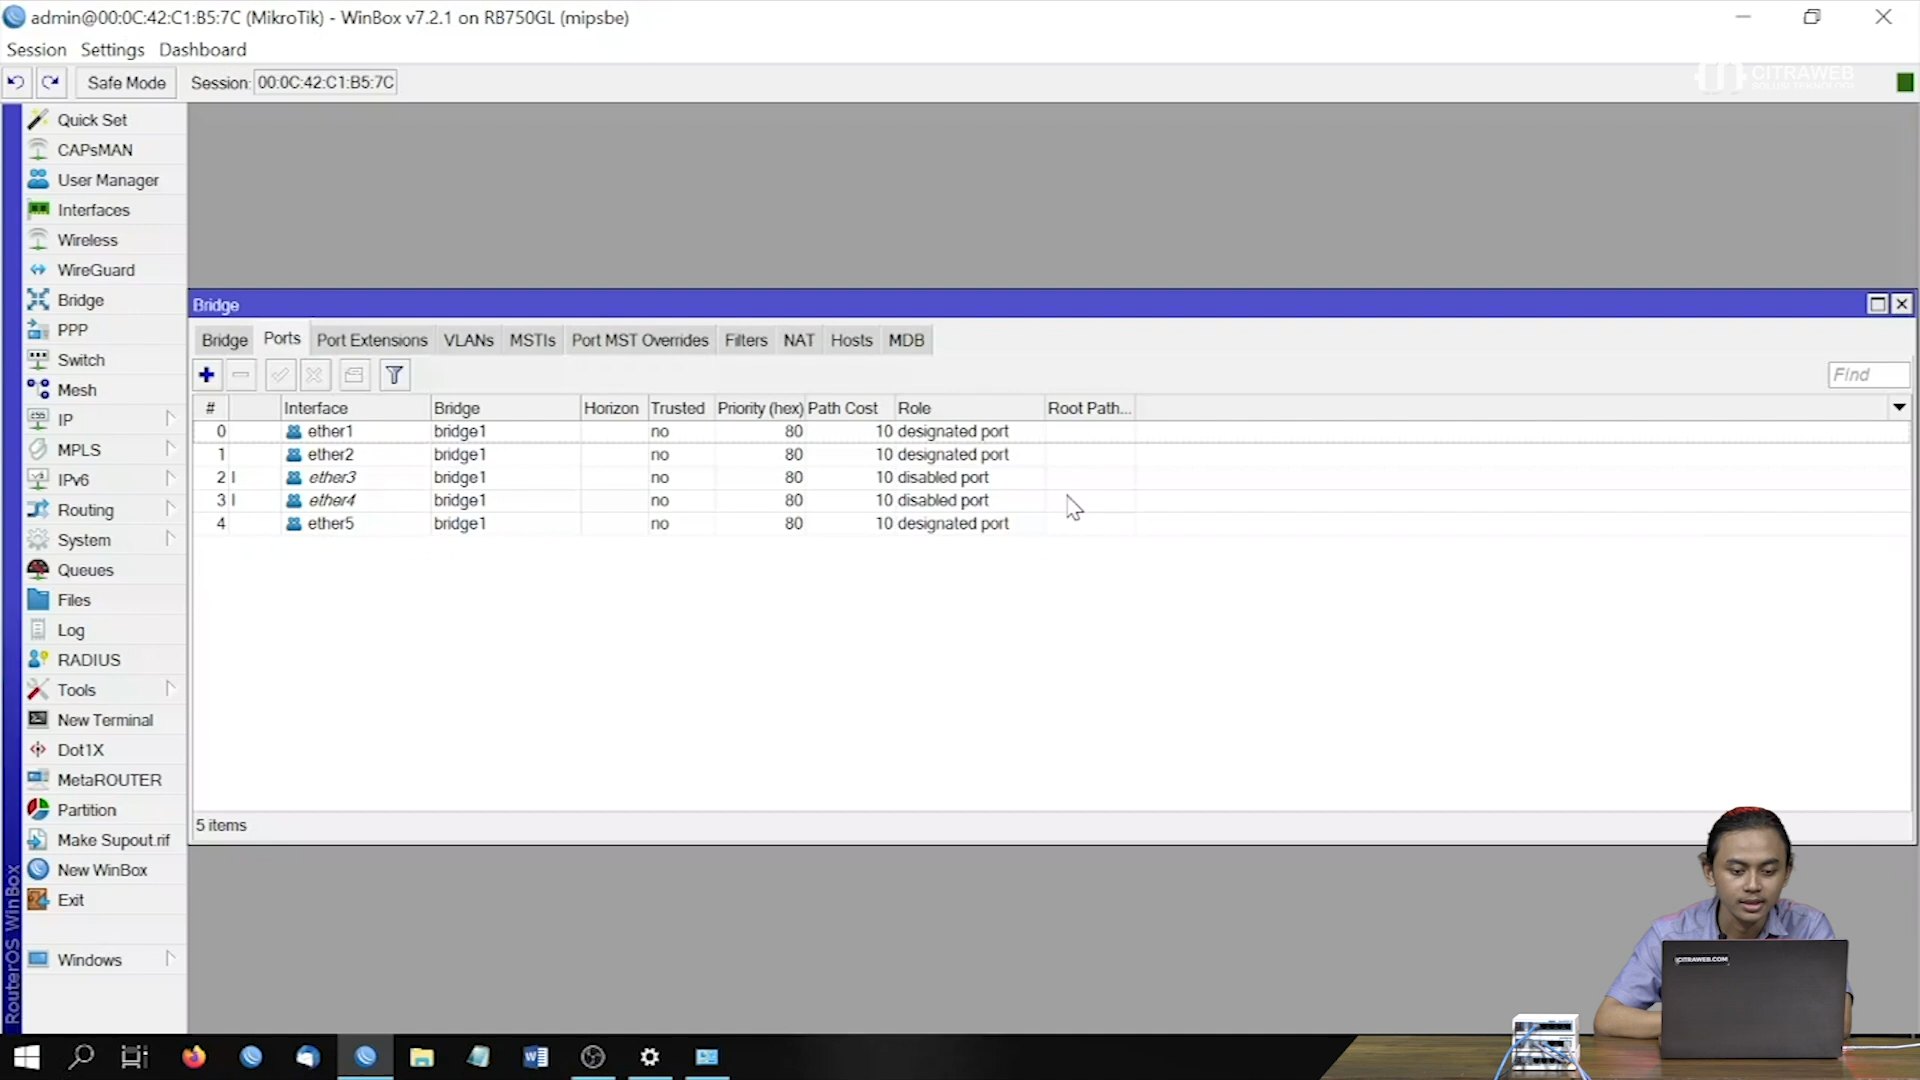 admin@00:0C:42:C1:B5:7C (MikroTik) - WinBox v7.2.1 on RB750GL (mipsbe)
Session Settings Dashboard
Safe Mode Session: 00:0C:42:C1:B5:7C
CITRAWEB
SOLUSI TEKNOLOGI
Quick Set
CAPsMAN
User Manager
Interfaces
Wireless
WireGuard
Bridge
PPP
Switch
Mesh
IP
MPLS
IPv6
Routing
System
Queues
Files
Log
RADIUS
Tools
New Terminal
Dot1X
MetaROUTER
Partition
Make Supout.rif
New WinBox
Exit
Windows
RouterOS WinBox
Bridge
Bridge Ports Port Extensions VLANs MSTIs Port MST Overrides Filters NAT Hosts MDB
Find
# Interface Bridge Horizon Trusted Priority (hex) Path Cost Role Root Path...
0 ether1 bridge1 no 80 10 designated port
1 ether2 bridge1 no 80 10 designated port
2 I ether3 bridge1 no 80 10 disabled port
3 I ether4 bridge1 no 80 10 disabled port
4 ether5 bridge1 no 80 10 designated port
5 items
CITRAWEB.COM